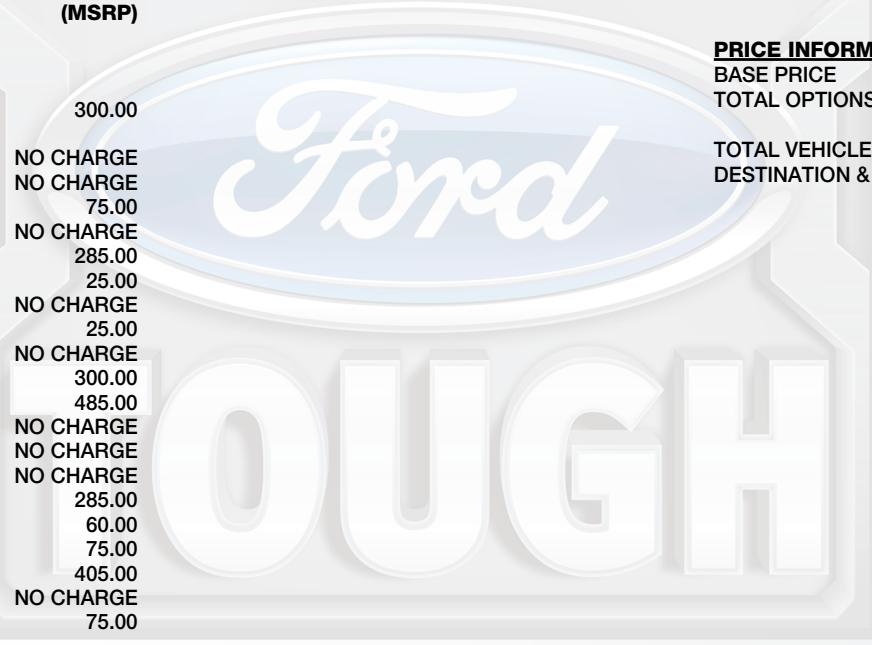 (MSRP)
300.00
NO CHARGE
NO CHARGE
75.00
NO CHARGE
285.00
25.00
NO CHARGE
25.00
NO CHARGE
300.00
485.00
NO CHARGE
NO CHARGE
NO CHARGE
285.00
60.00
75.00
405.00
NO CHARGE
75.00
PRICE INFORM
BASE PRICE
TOTAL OPTIONS
TOTAL VEHICLE
DESTINATION &
Ford
TOUGH